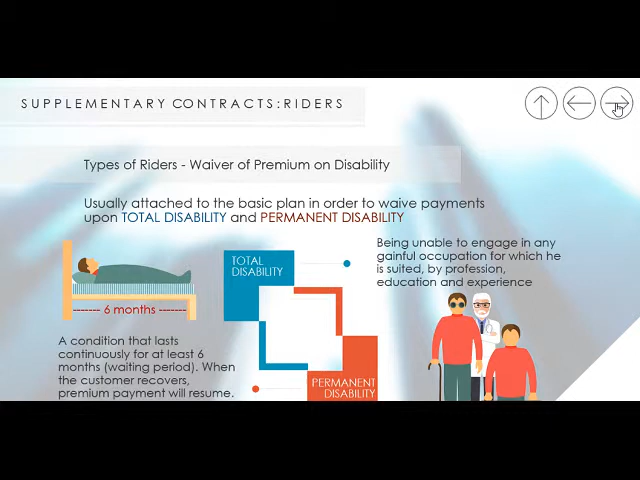 SUPPLEMENTARY CONTRACTS:RIDERS
Types of Riders - Waiver of Premium on Disability
Usually attached to the basic plan in order to waive payments
upon TOTAL DISABILITY and PERMANENT DISABILITY
Being unable to engage in any
gainful occupation for which he
is suited, by profession,
education and experience
TOTAL
DISABILITY
------- 6 months -------
A condition that lasts
continuously for at least 6
months (waiting period). When
the customer recovers,
premium payment will resume.
PERMANENT
DISABILITY